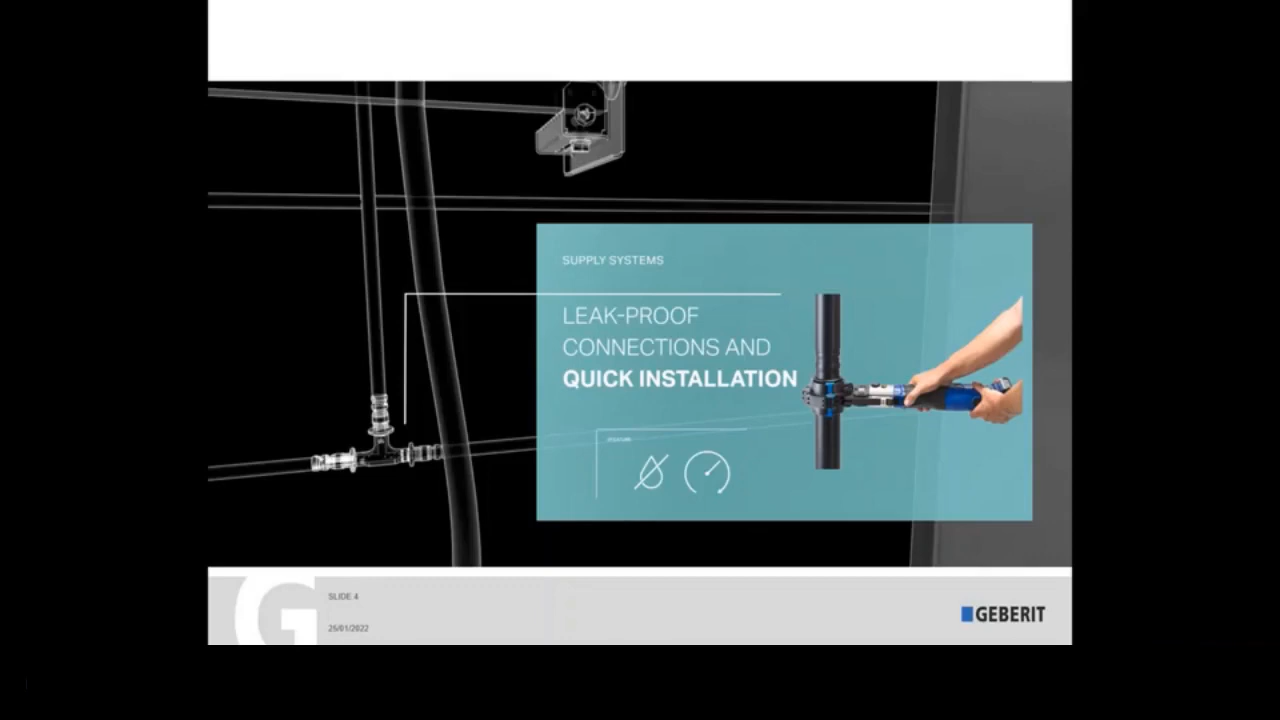 SUPPLY SYSTEMS
LEAK-PROOF
CONNECTIONS AND
QUICK INSTALLATION
SLIDE 4
25/01/2022
GEBERIT